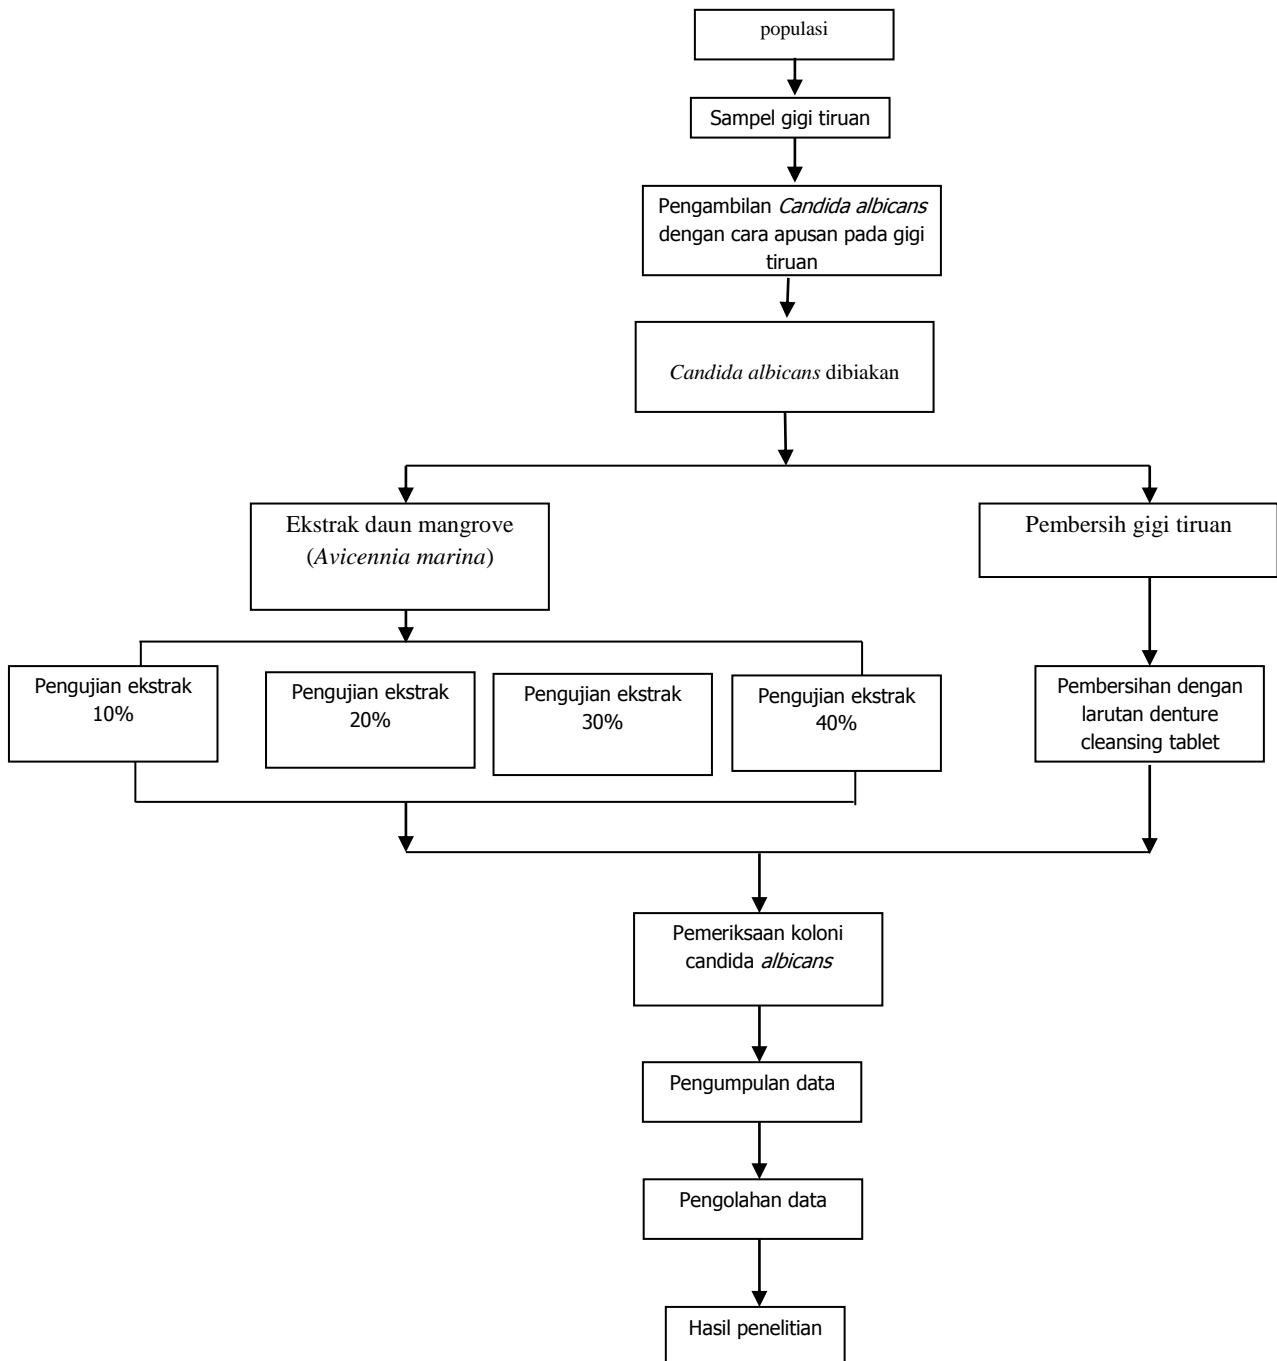 populasi
Sampel gigi tiruan
Pengambilan Candida albicans
dengan cara apusan pada gigi
tiruan
Candida albicans dibiakan
Ekstrak daun mangrove
(Avicennia marina)
Pembersih gigi tiruan
Pengujian ekstrak
10%
Pengujian ekstrak
20%
Pengujian ekstrak
30%
Pengujian ekstrak
40%
Pembersihan dengan
larutan denture
cleansing tablet
Pemeriksaan koloni
candida albicans
Pengumpulan data
Pengolahan data
Hasil penelitian